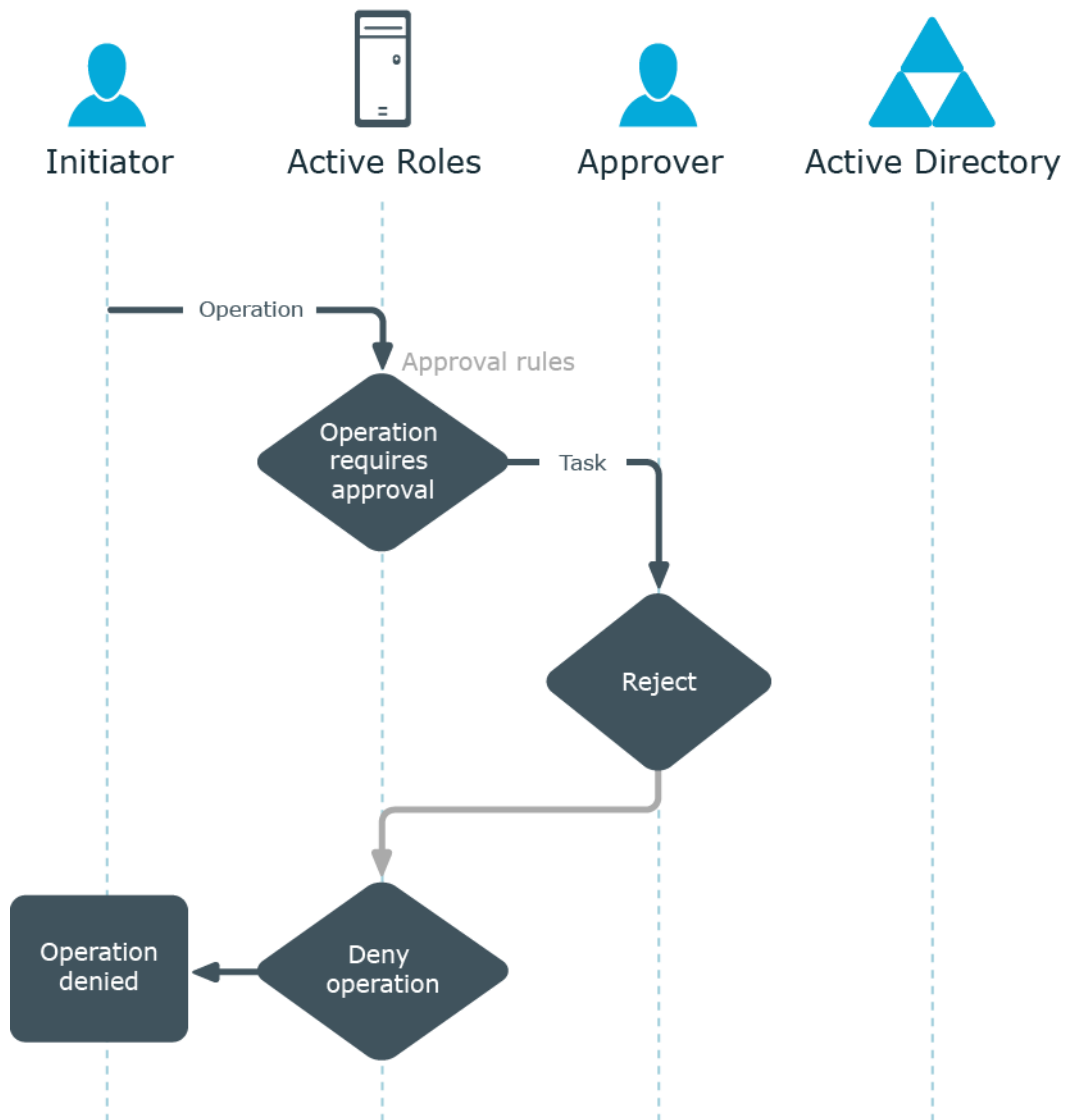 Initiator
Active Roles
Approver
Active Directory
Operation
Approval rules
Operation
requires
approval
Task
Reject
Operation
denied
Deny
operation